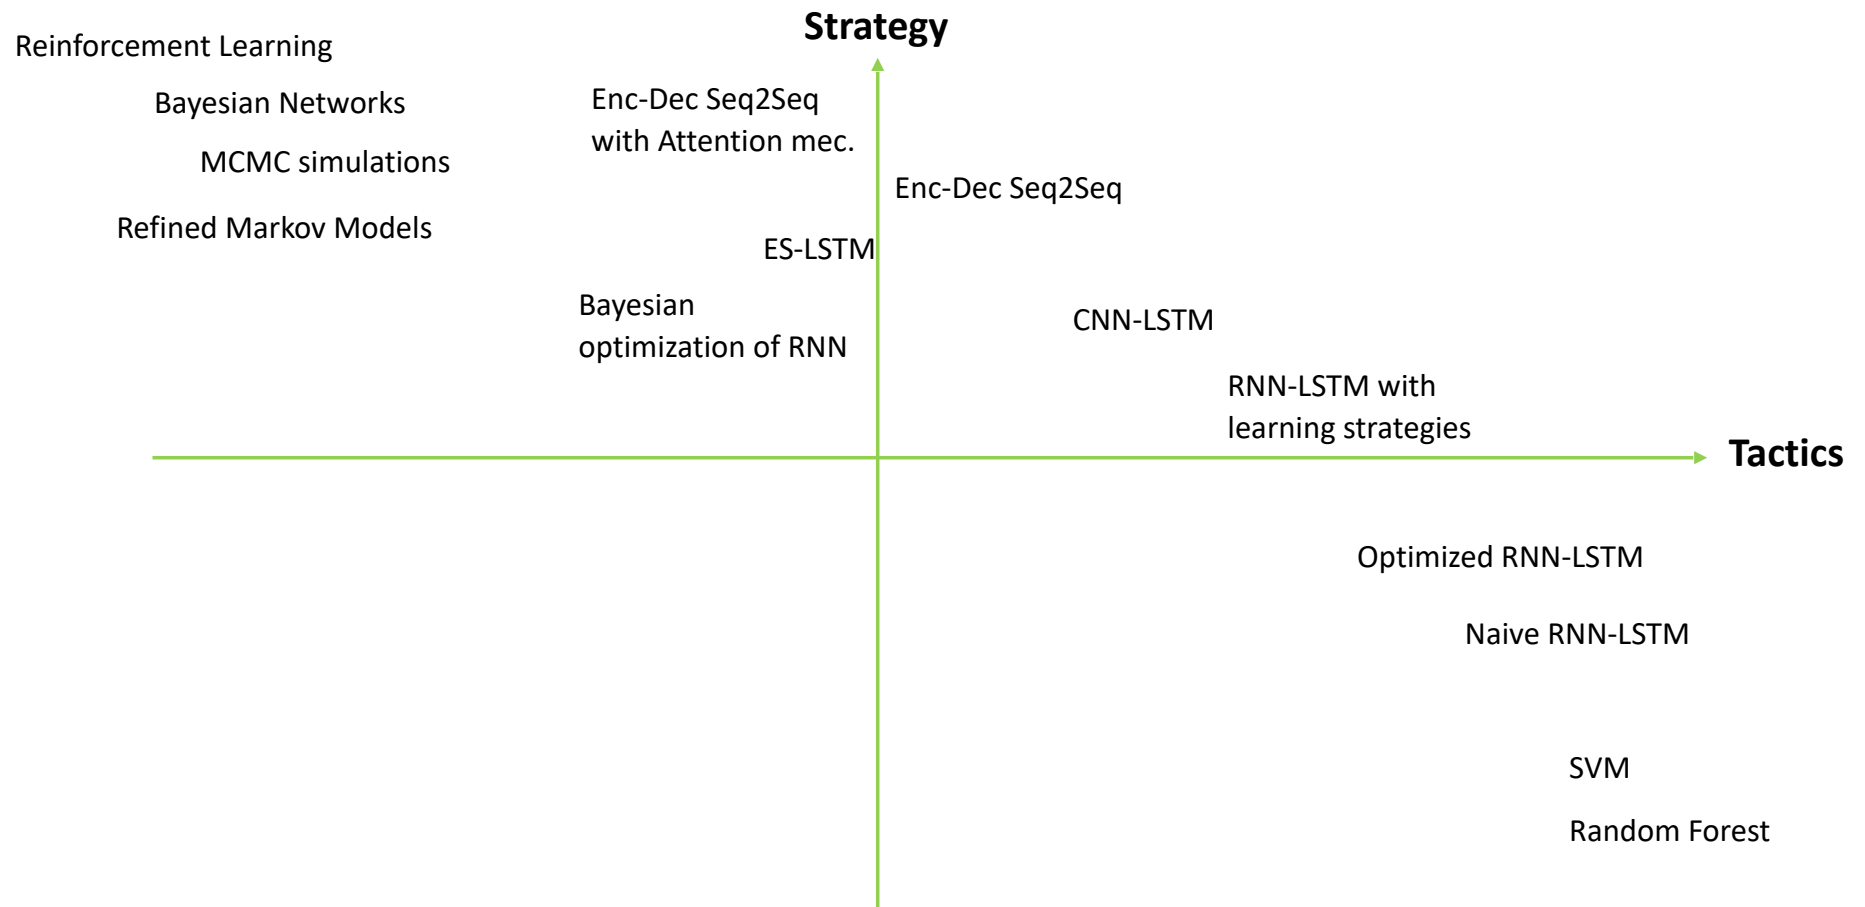 Strategy
Reinforcement Learning
Bayesian Networks
Enc-Dec Seq2Seq
with Attention mec.
MCMC simulations
Enc-Dec Seq2Seq
Refined Markov Models
ES-LSTM
Bayesian
optimization of RNN
CNN-LSTM
RNN-LSTM with
learning strategies
Tactics
Optimized RNN-LSTM
Naive RNN-LSTM
SVM
Random Forest